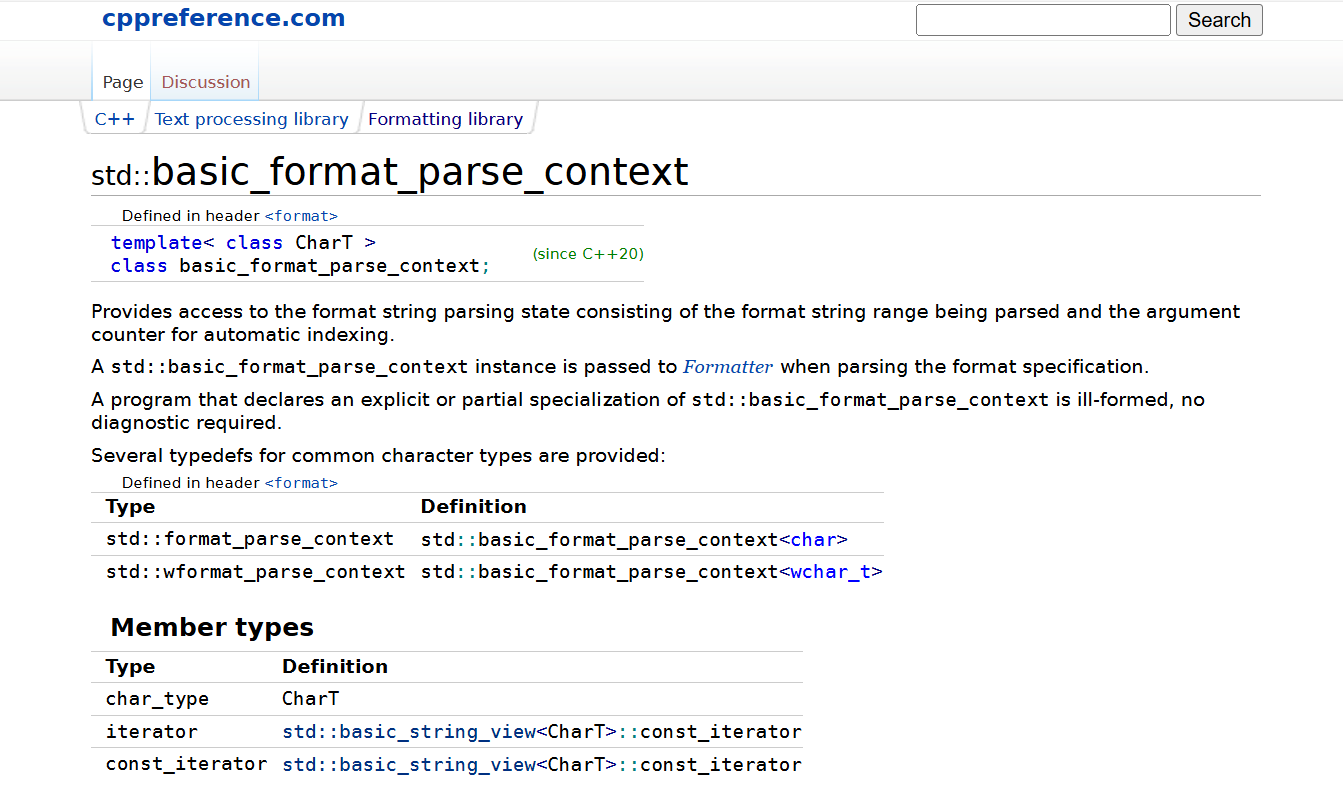 cppreference.com
Search
Page Discussion
C++ Text processing library Formatting library
std::basic_format_parse_context
Defined in header <format>
template< class CharT >
class basic_format_parse_context;
(since C++20)
Provides access to the format string parsing state consisting of the format string range being parsed and the argument
counter for automatic indexing.
A std::basic_format_parse_context instance is passed to Formatter when parsing the format specification.
A program that declares an explicit or partial specialization of std::basic_format_parse_context is ill-formed, no
diagnostic required.
Several typedefs for common character types are provided:
Defined in header <format>
Type Definition
std::format_parse_context std::basic_format_parse_context<char>
std::wformat_parse_context std::basic_format_parse_context<wchar_t>
Member types
Type Definition
char_type CharT
iterator std::basic_string_view<CharT>::const_iterator
const_iterator std::basic_string_view<CharT>::const_iterator